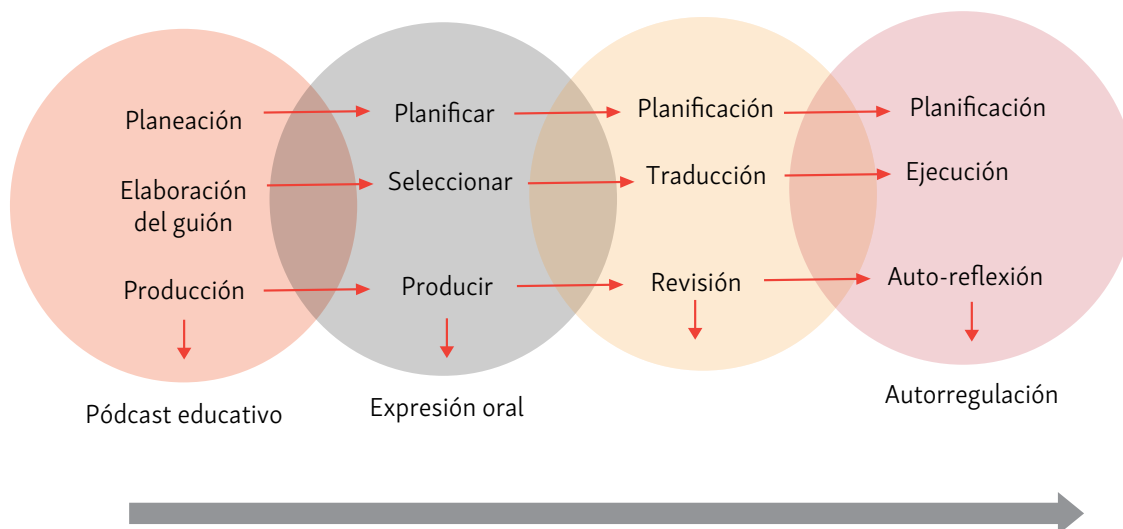 Planeación
Planificar
Planificación
Planificación
Elaboración
del guión
Seleccionar
Traducción
Ejecución
Producción
Producir
Revisión
Auto-reflexión
Pódcast educativo
Expresión oral
Autorregulación